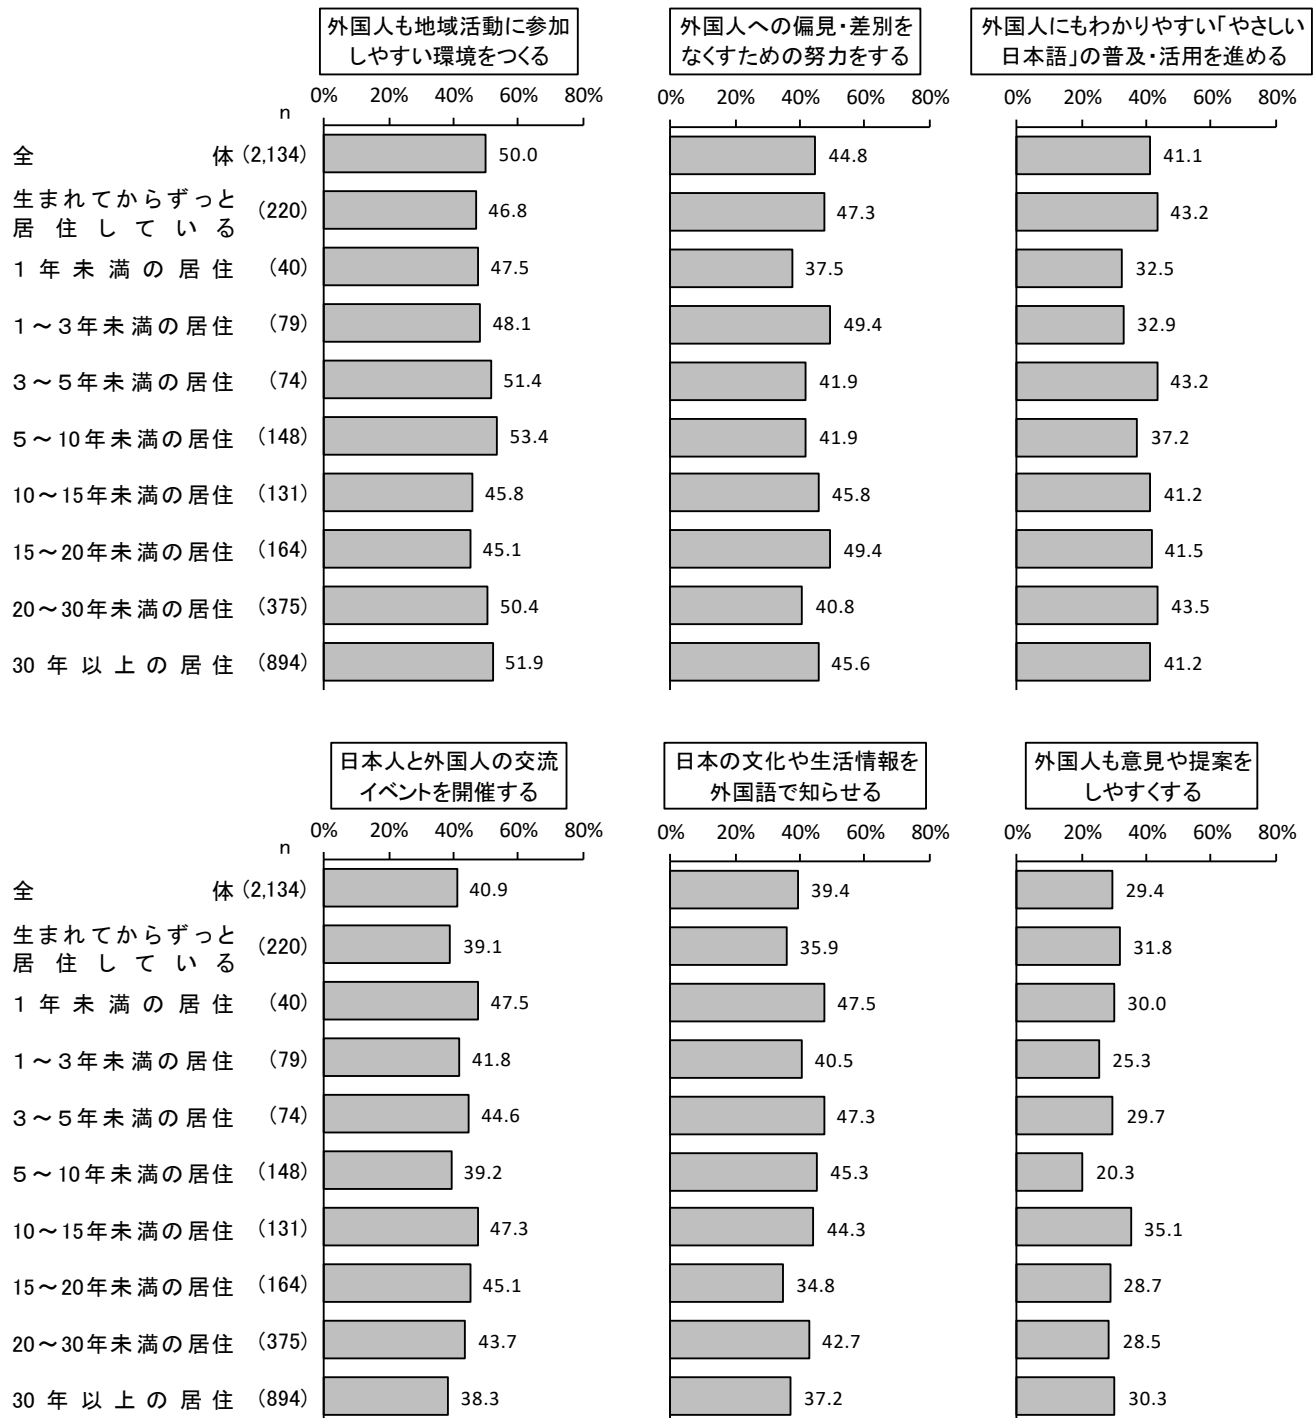 外国人も地域活動に参加
しやすい環境をつくる
外国人への偏見・差別を
なくすための努力をする
外国人にもわかりやすい「やさしい
日本語」の普及・活用を進める
0% 20% 40% 60% 80% 0% 20% 40% 60% 80% 0% 20% 40% 60% 80%
n
全体 (2,134) 50.0 44.8 41.1
生まれてからずっと
居住している (220) 46.8 47.3 43.2
1年未満の居住 (40) 47.5 37.5 32.5
1～3年未満の居住 (79) 48.1 49.4 32.9
3～5年未満の居住 (74) 51.4 41.9 43.2
5～10年未満の居住 (148) 53.4 41.9 37.2
10～15年未満の居住 (131) 45.8 45.8 41.2
15～20年未満の居住 (164) 45.1 49.4 41.5
20～30年未満の居住 (375) 50.4 40.8 43.5
30年以上の居住 (894) 51.9 45.6 41.2
日本人と外国人の交流
イベントを開催する
日本の文化や生活情報を
外国語で知らせる
外国人も意見や提案を
しやすくする
0% 20% 40% 60% 80% 0% 20% 40% 60% 80% 0% 20% 40% 60% 80%
n
全体 (2,134) 40.9 39.4 29.4
生まれてからずっと
居住している (220) 39.1 35.9 31.8
1年未満の居住 (40) 47.5 47.5 30.0
1～3年未満の居住 (79) 41.8 40.5 25.3
3～5年未満の居住 (74) 44.6 47.3 29.7
5～10年未満の居住 (148) 39.2 45.3 20.3
10～15年未満の居住 (131) 47.3 44.3 35.1
15～20年未満の居住 (164) 45.1 34.8 28.7
20～30年未満の居住 (375) 43.7 42.7 28.5
30年以上の居住 (894) 38.3 37.2 30.3